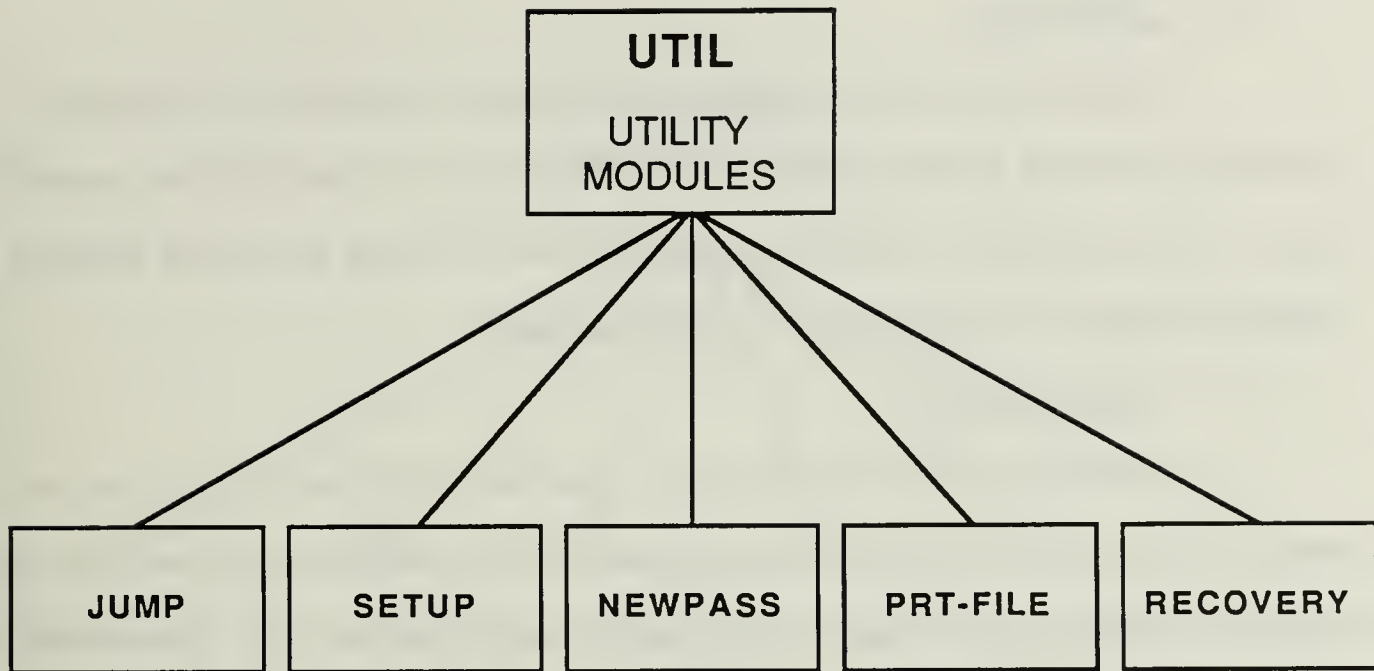 UTIL
UTILITY
MODULES
JUMP
SETUP
NEWPASS
PRT-FILE
RECOVERY